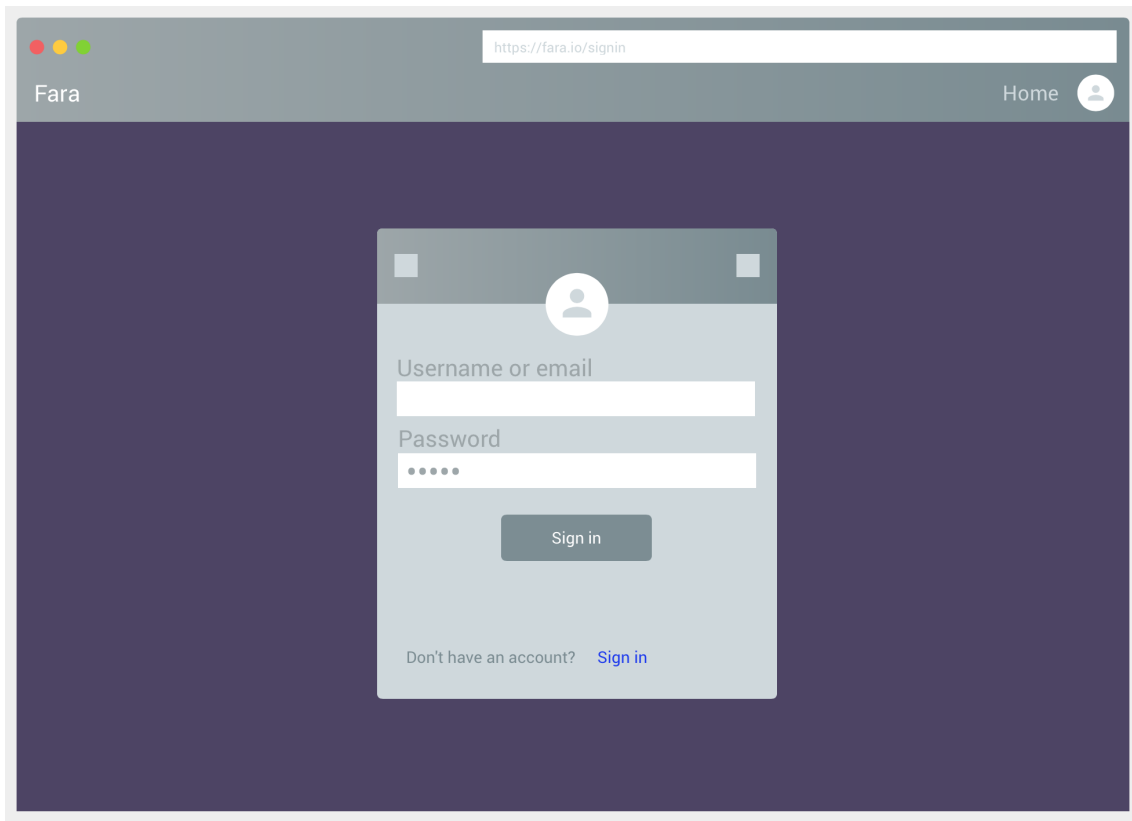 https://fara.io/signin
Fara
Home
Username or email
Password
•••••
Sign in
Don't have an account? Sign in